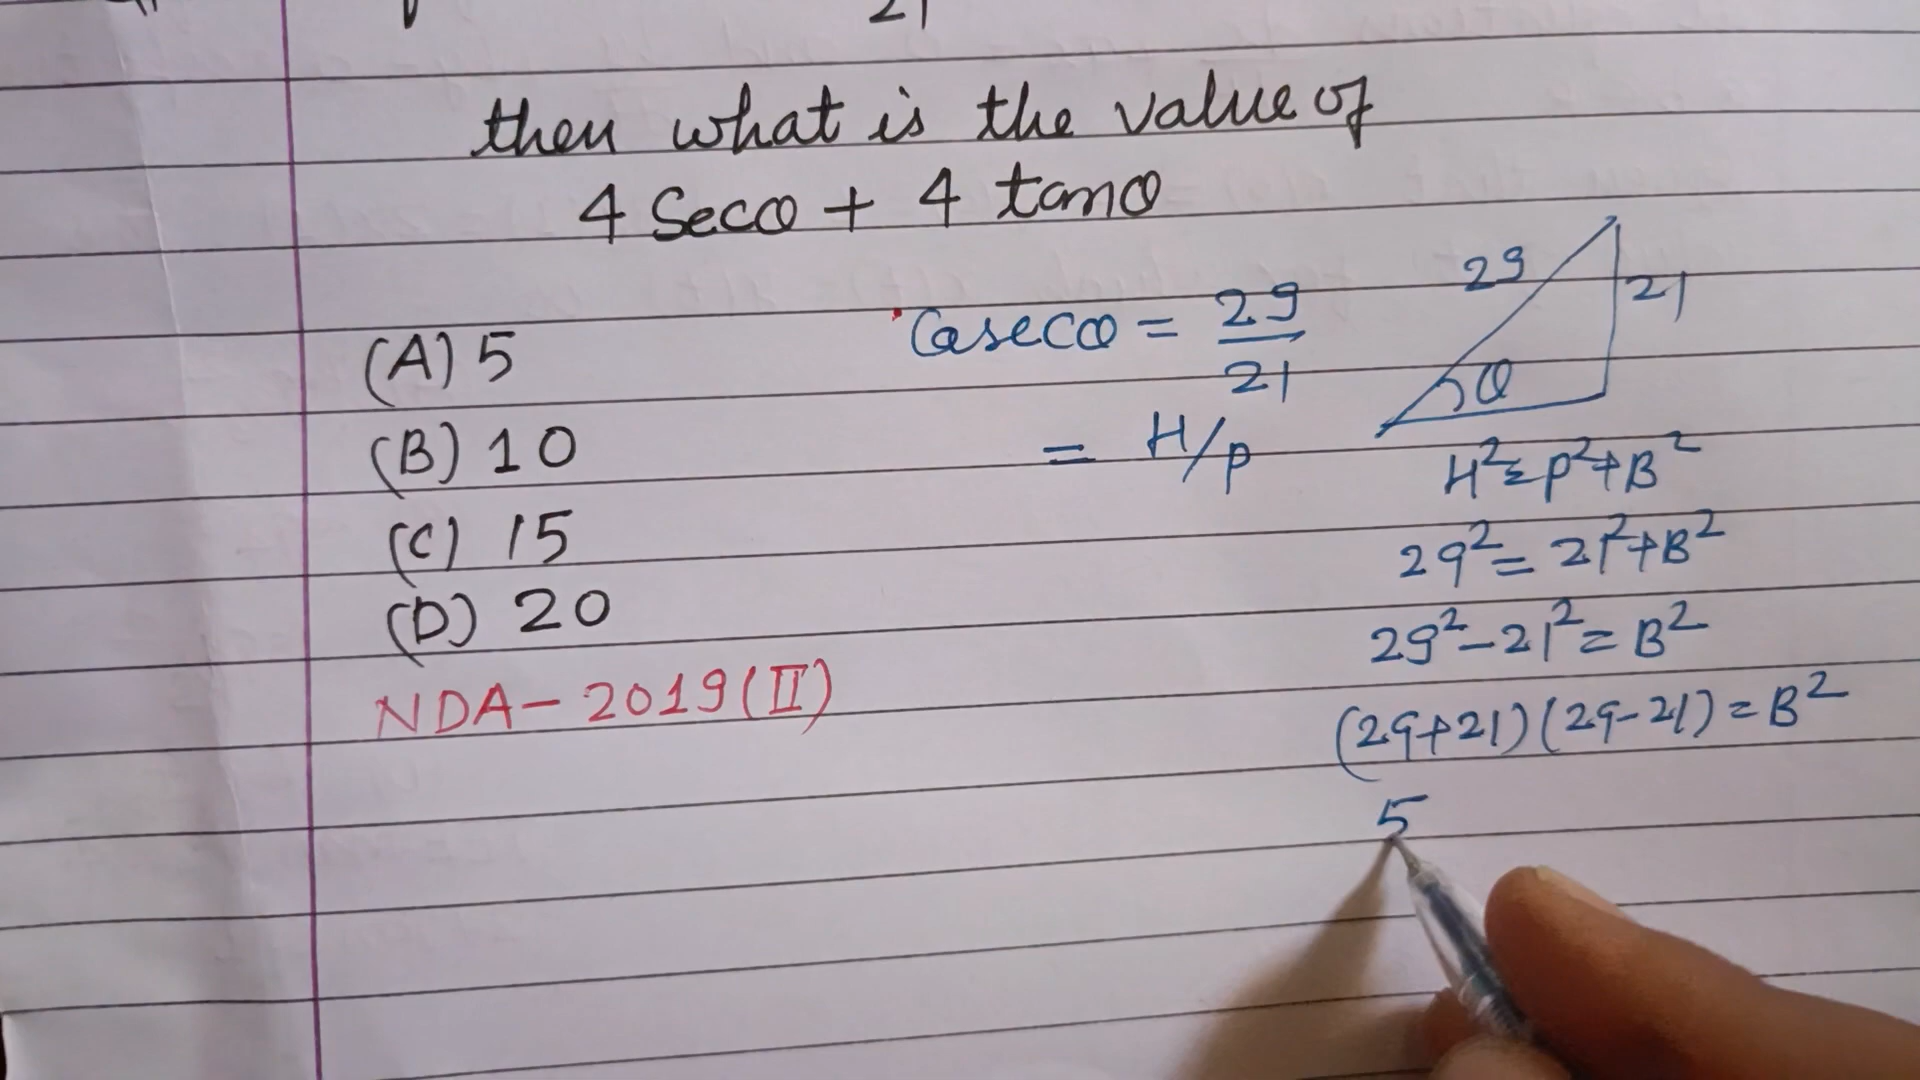 21
then what is the value of
4 Secθ + 4 tanθ
(A) 5
(B) 10
(C) 15
(D) 20
NDA-2019(II)
Cosecθ = 29/21
= H/P
29
21
θ
H²=P²+B²
29²=21²+B²
29²-21²=B²
(29+21)(29-21)=B²
5